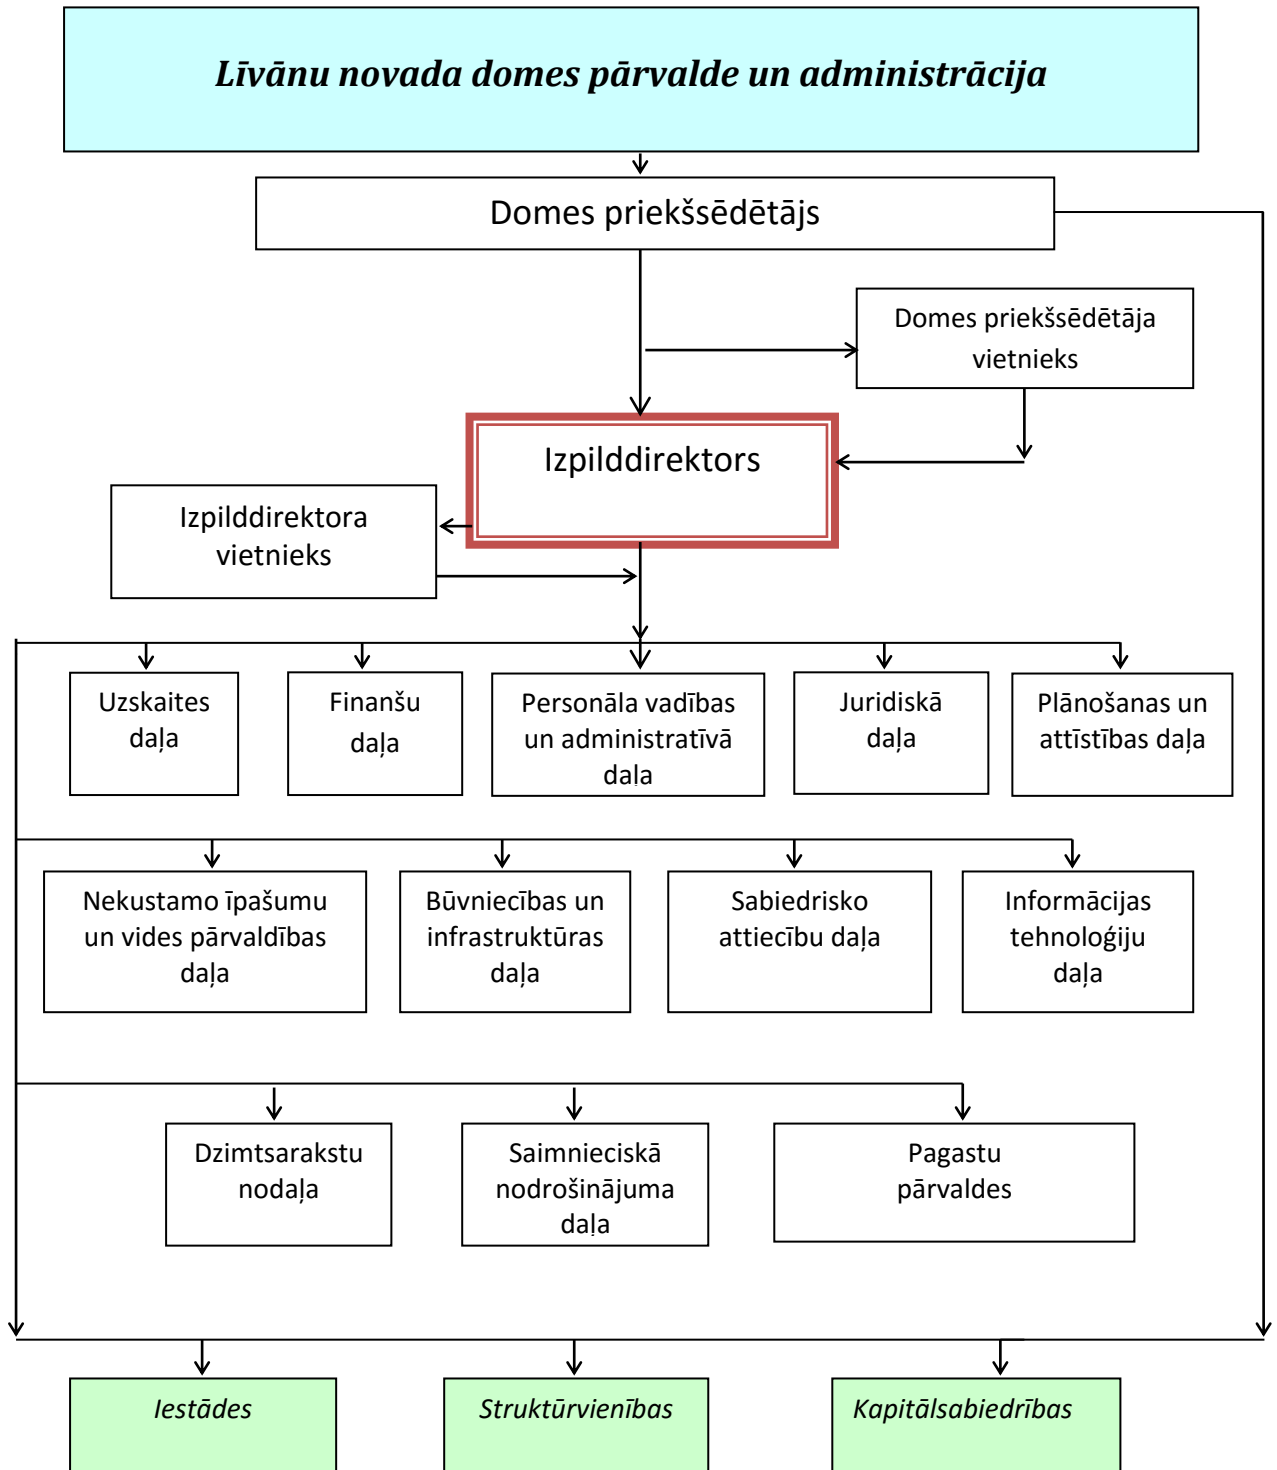 Līvānu novada domes pārvalde un administrācija
Domes priekšsēdētājs
Domes priekšsēdētāja
vietnieks
Izpilddirektors
Izpilddirektora
vietnieks
Uzskaites
daļa
Finanšu
daļa
Personāla vadības
un administratīvā
daļa
Juridiskā
daļa
Plānošanas un
attīstības daļa
Nekustamo īpašumu
un vides pārvaldības
daļa
Būvniecības un
infrastruktūras
daļa
Sabiedrisko
attiecību daļa
Informācijas
tehnoloģiju
daļa
Dzimtsarakstu
nodaļa
Saimnieciskā
nodrošinājuma
daļa
Pagastu
pārvaldes
Iestādes
Struktūrvienības
Kapitālsabiedrības